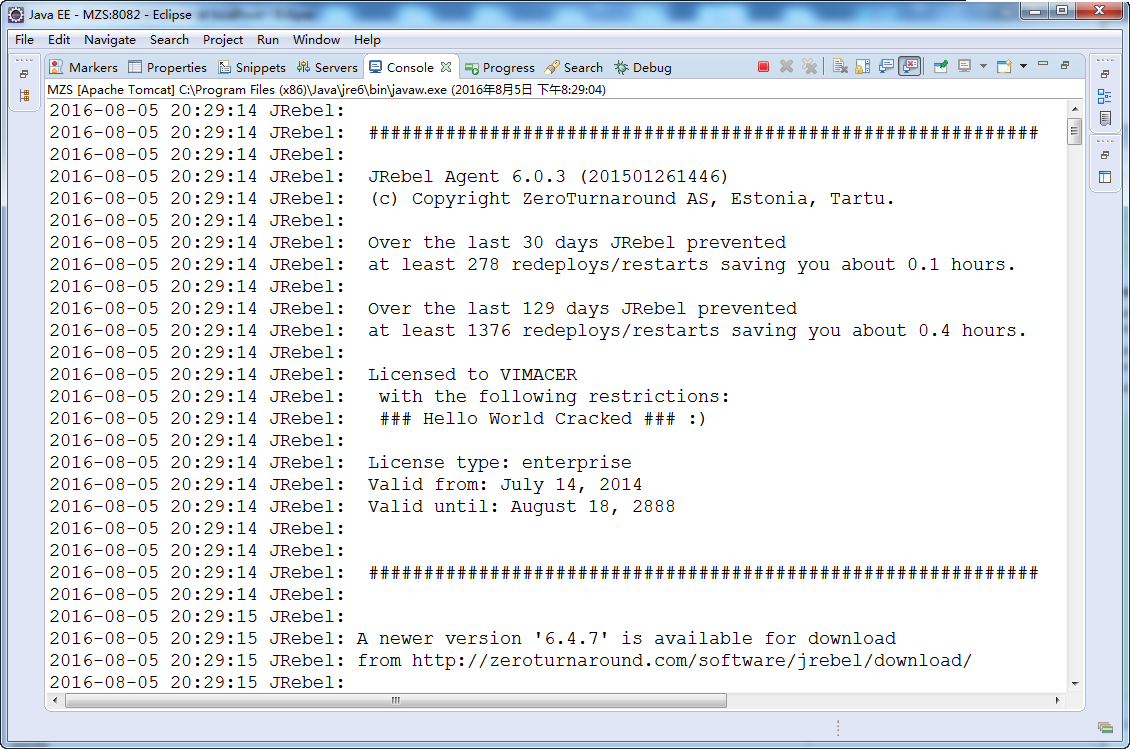 Java EE - MZS:8082 - Eclipse
File Edit Navigate Search Project Run Window Help
Markers Properties Snippets Servers Console Progress Search Debug
MZS [Apache Tomcat] C:\Program Files (x86)\Java\jre6\bin\javaw.exe (2016年8月5日 下午8:29:04)
2016-08-05 20:29:14 JRebel:
2016-08-05 20:29:14 JRebel:  #############################################################
2016-08-05 20:29:14 JRebel:
2016-08-05 20:29:14 JRebel:  JRebel Agent 6.0.3 (201501261446)
2016-08-05 20:29:14 JRebel:  (c) Copyright ZeroTurnaround AS, Estonia, Tartu.
2016-08-05 20:29:14 JRebel:
2016-08-05 20:29:14 JRebel:  Over the last 30 days JRebel prevented
2016-08-05 20:29:14 JRebel:  at least 278 redeploys/restarts saving you about 0.1 hours.
2016-08-05 20:29:14 JRebel:
2016-08-05 20:29:14 JRebel:  Over the last 129 days JRebel prevented
2016-08-05 20:29:14 JRebel:  at least 1376 redeploys/restarts saving you about 0.4 hours.
2016-08-05 20:29:14 JRebel:
2016-08-05 20:29:14 JRebel:  Licensed to VIMACER
2016-08-05 20:29:14 JRebel:   with the following restrictions:
2016-08-05 20:29:14 JRebel:   ### Hello World Cracked ### :)
2016-08-05 20:29:14 JRebel:
2016-08-05 20:29:14 JRebel:  License type: enterprise
2016-08-05 20:29:14 JRebel:  Valid from: July 14, 2014
2016-08-05 20:29:14 JRebel:  Valid until: August 18, 2888
2016-08-05 20:29:14 JRebel:
2016-08-05 20:29:14 JRebel:
2016-08-05 20:29:14 JRebel:  #############################################################
2016-08-05 20:29:14 JRebel:
2016-08-05 20:29:15 JRebel:
2016-08-05 20:29:15 JRebel: A newer version '6.4.7' is available for download
2016-08-05 20:29:15 JRebel: from http://zeroturnaround.com/software/jrebel/download/
2016-08-05 20:29:15 JRebel: